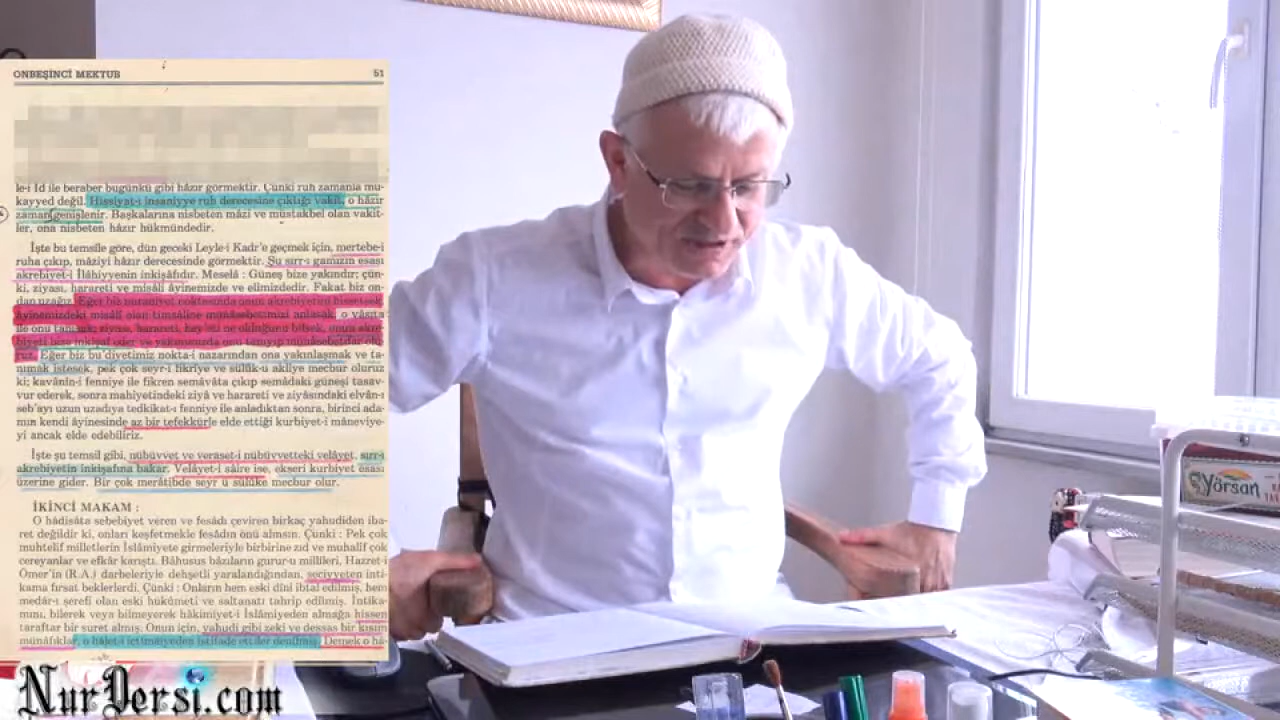 ONBEŞİNCİ MEKTUB 51
le-i Id ile beraber bugünkü gibi hâzır görmektir. Çünki ruh zamanla mu-
kayyed değil. Hissiyat-ı insaniyye ruh derecesine çıktığı vakit, o hâzır
zaman genişlenir. Başkalarına nisbeten mâzi ve müstakbel olan vakit-
ler, ona nisbeten hâzır hükmündedir.
İşte bu temsile göre, dün geceki Leyle-i Kadr'e geçmek için, mertebe-i
ruha çıkıp, mâziyi hâzır derecesinde görmektir. Şu sırr-ı gamızın esası
akrebiyet-i İlâhiyyenin inkişafıdır. Meselâ : Güneş bize yakındır; çün-
ki, ziyası, harareti ve misâli âyinemizde ve elimizdedir. Fakat biz on-
dan uzağız. Eğer biz nuraniyet noktasında onun akrebiyetini hissetsek,
âyinemizdeki misâli olan timsaline münasebetimizi anlasak, o vâsıta
ile onu tanısak; ziyası, harareti, hey'eti ne olduğunu bilsek, onun akre-
biyeti bize inkişaf eder ve yakınımızda onu tanıyıp münasebetdar olu-
ruz. Eğer biz bu'diyetimiz nokta-i nazarından ona yakınlaşmak ve ta-
nımak istesek, pek çok seyr-i fikriye ve sülûk-u akliye mecbur oluruz
ki; kavânin-i fenniye ile fikren semâvâta çıkıp semâdaki güneşi tasav-
vur ederek, sonra mahiyetindeki ziyâ ve harareti ve ziyasındaki elvân-ı
seb'ayı uzun uzadıya tedkikat-ı fenniye ile anladıktan sonra, birinci ada-
mın kendi âyinesinde az bir tefekkürle elde ettiği kurbiyet-i mâneviye-
yi ancak elde edebiliriz.
İşte şu temsil gibi, nübüvvet ve veraset-i nübüvvetteki velâyet, sırr-ı
akrebiyetin inkişafına bakar. Velâyet-i sâire ise, ekseri kurbiyet esası
üzerine gider. Bir çok merâtibde seyr ü sülûke mecbur olur.
İKİNCİ MAKAM :
O hâdisâta sebebiyet veren ve fesâdı çeviren birkaç yahudiden iba-
ret değildir ki, onları keşfetmekle fesadın önü alınsın. Çünki : Pek çok
muhtelif milletlerin İslâmiyete girmeleriyle birbirine zıd ve muhalif çok
cereyanlar ve efkâr karıştı. Bâhusus bâzıların gurur-u millîleri, Hazret-i
Ömer'in (R.A.) darbeleriyle dehşetli yaralandığından, seciyyeten inti-
kama fırsat beklerlerdi. Çünki : Onların hem eski dîni ibtal edilmiş, hem
medâr-ı şerefi olan eski hükûmeti ve saltanatı tahrip edilmiş. İntika-
mını, bilerek veya bilmeyerek hâkimiyet-i İslâmiyeden almağa hissen
taraftar bir suret almış. Onun için, yahudi gibi zeki ve dessas bir kısım
münâfıklar, o hâlet-i içtimaiyeden istifade ettiler denilmiş. Demek o hâ-
Yörsan
NurDersi.com